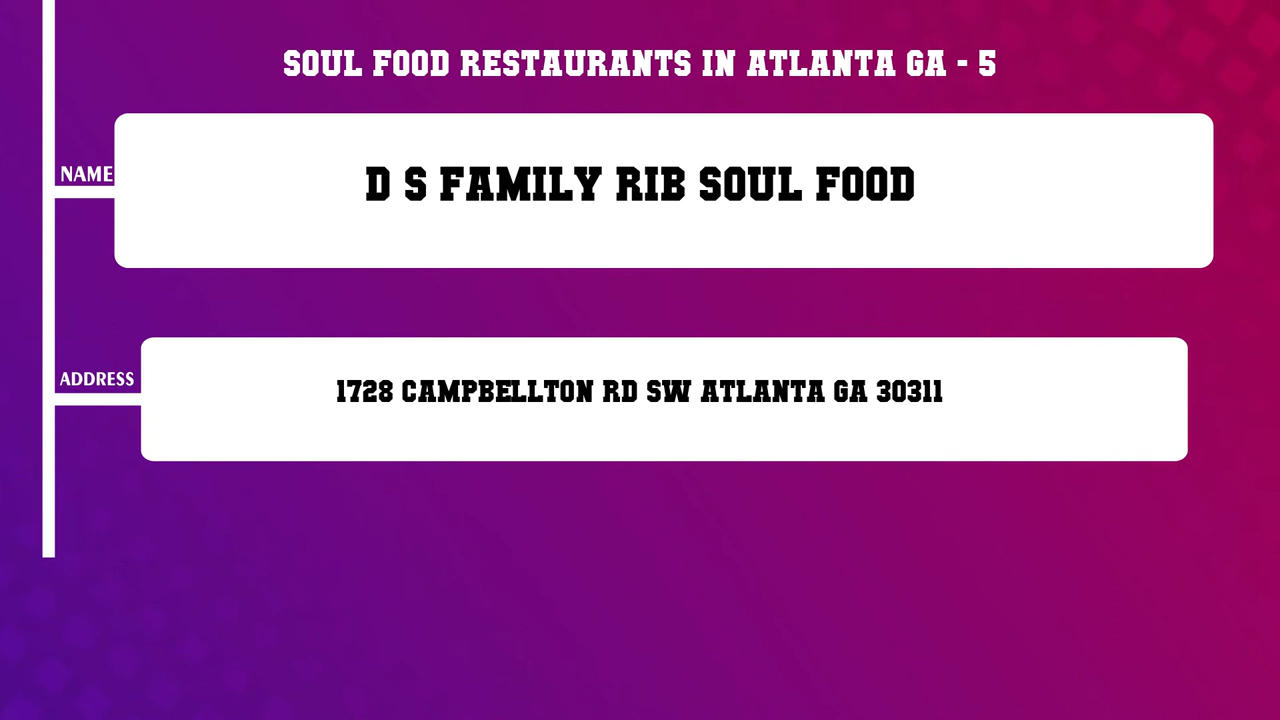 SOUL FOOD RESTAURANTS IN ATLANTA GA - 5
NAME
D S FAMILY RIB SOUL FOOD
ADDRESS
1728 CAMPBELLTON RD SW ATLANTA GA 30311